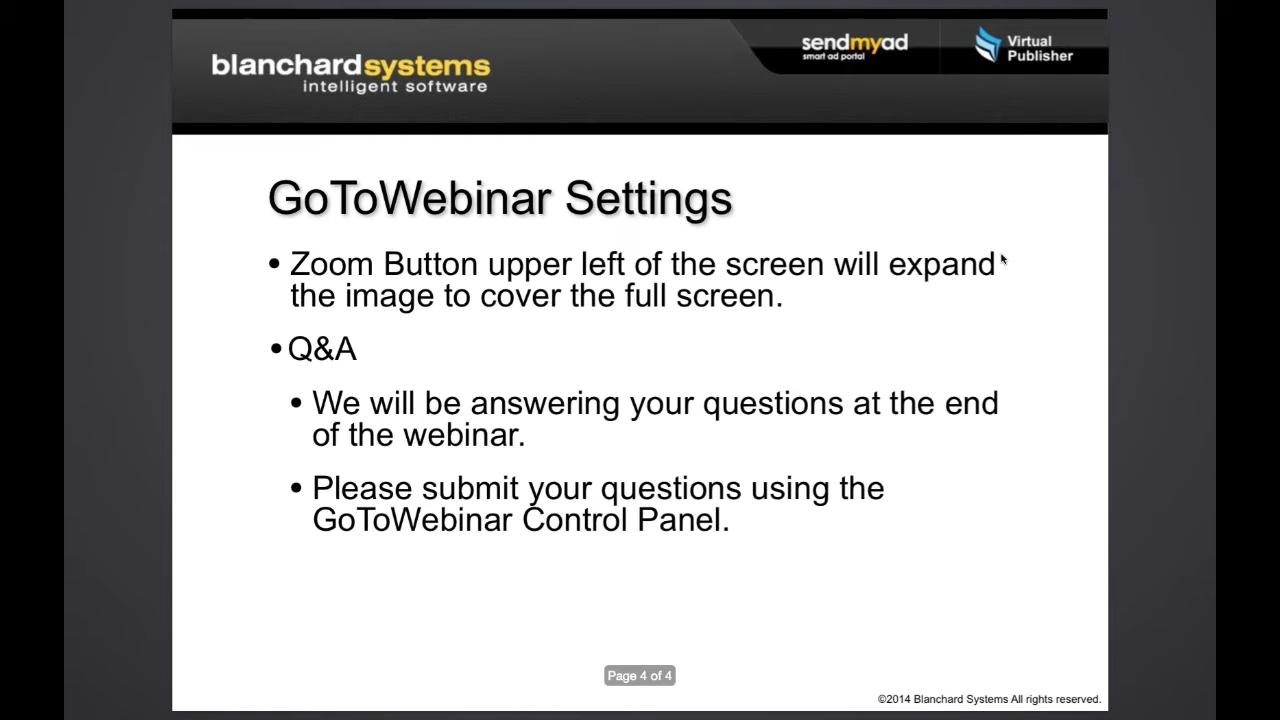 blanchardsystems
intelligent software
sendmyad
smart ad portal
Virtual
Publisher
GoToWebinar Settings
• Zoom Button upper left of the screen will expand
the image to cover the full screen.
• Q&A
• We will be answering your questions at the end
of the webinar.
• Please submit your questions using the
GoToWebinar Control Panel.
Page 4 of 4
©2014 Blanchard Systems All rights reserved.